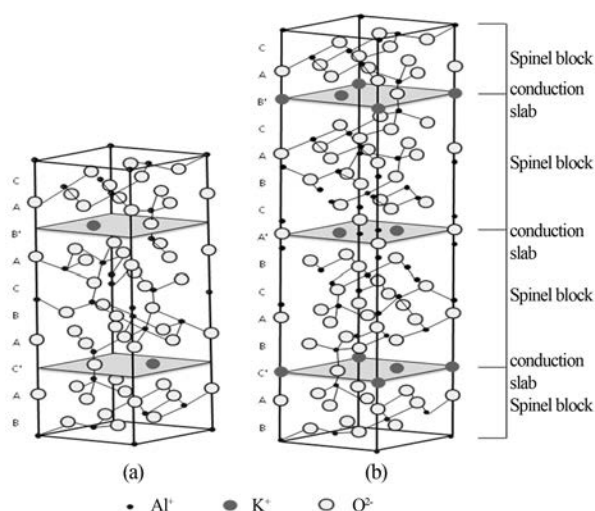 C
A
B'
A
C
B
A
C'
A
B
(a)
C
A
B'
C
A
B
C
A'
B
C
A
B
C'
A
B
(b)
Spinel block
conduction
slab
Spinel block
conduction
slab
Spinel block
conduction
slab
Spinel block
Al⁺
K⁺
O²⁻